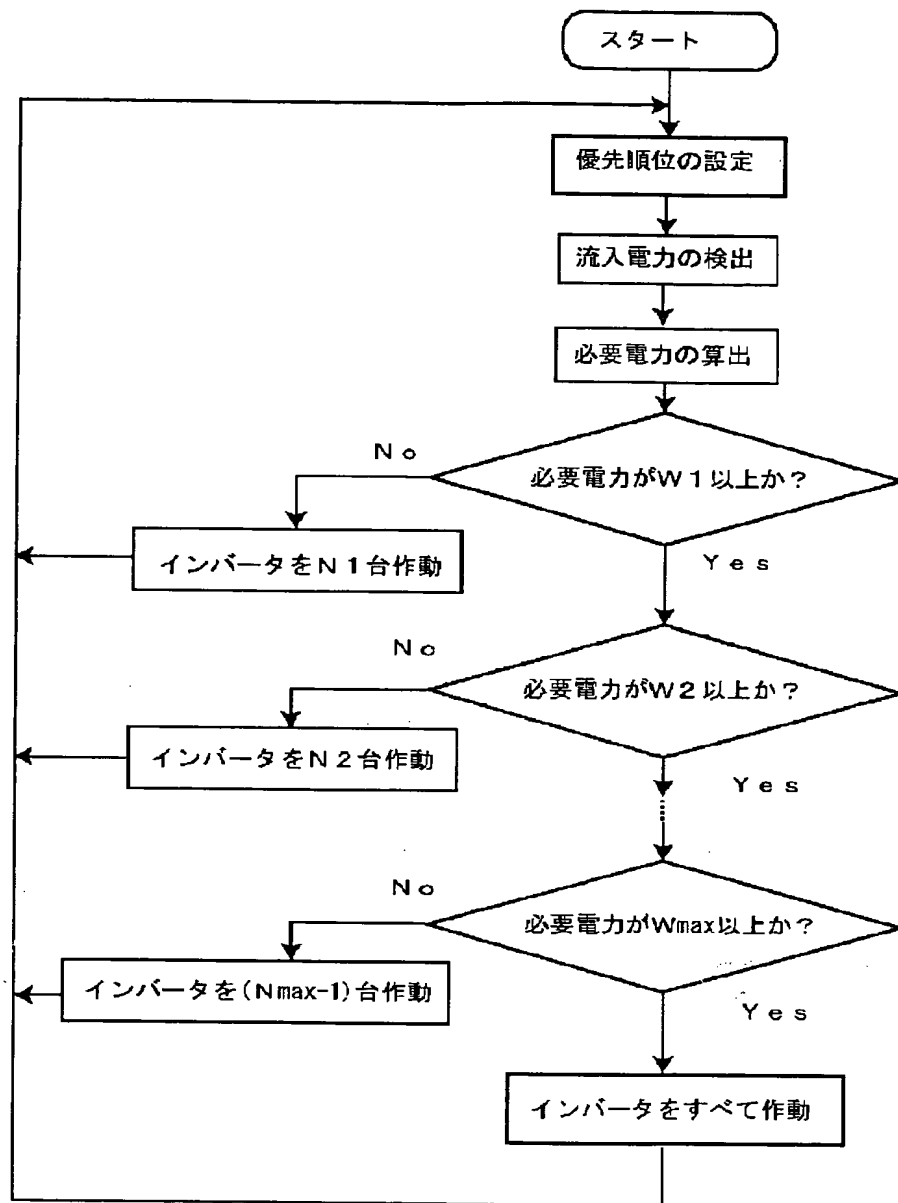 スタート
優先順位の設定
流入電力の検出
必要電力の算出
No
必要電力がW1以上か?
インバータをN1台作動
Yes
No
必要電力がW2以上か?
インバータをN2台作動
Yes
No
必要電力がWmax以上か?
インバータを(Nmax-1)台作動
Yes
インバータをすべて作動